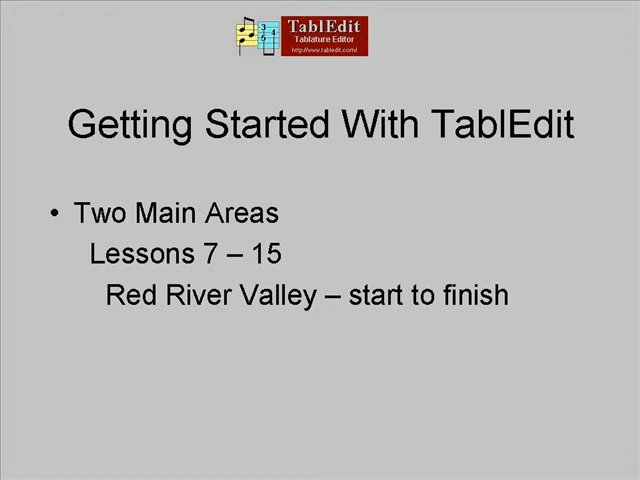 TablEdit
Tablature Editor
http://www.tabledit.com/
Getting Started With TablEdit
• Two Main Areas
Lessons 7 – 15
Red River Valley – start to finish